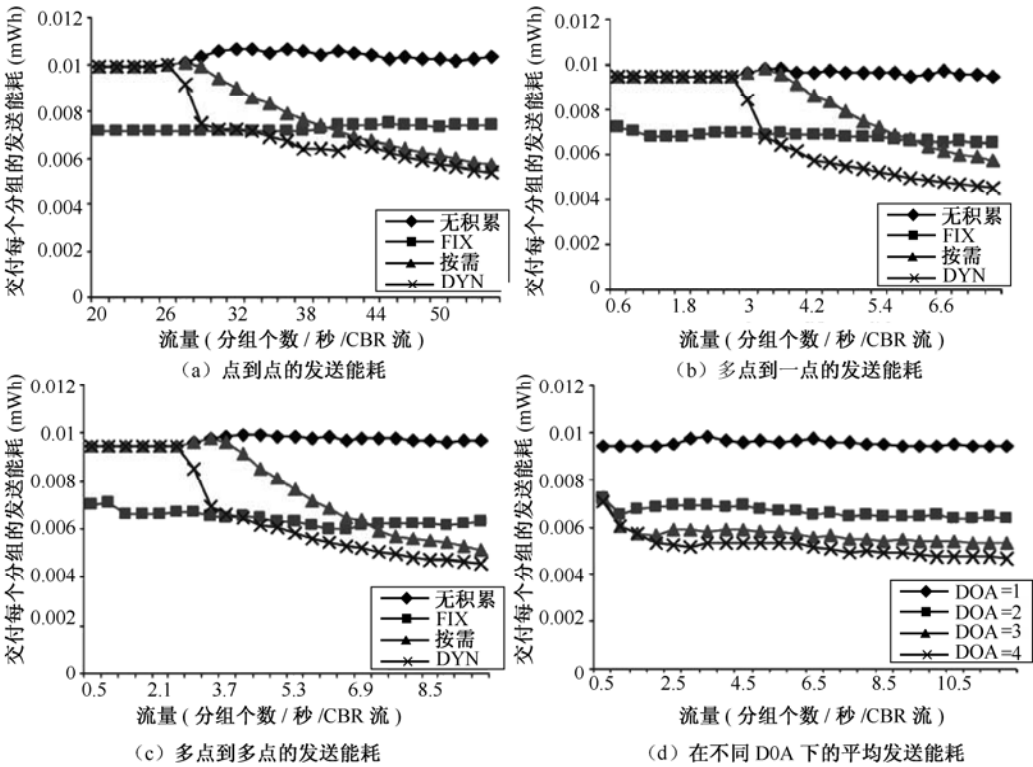 交付每个分组的发送能耗 (mWh)
0.012
0.01
0.008
0.006
0.004
0.002
0
无积累
FIX
按需
DYN
20 26 32 38 44 50
流量 ( 分组个数 / 秒 /CBR 流 )
(a) 点到点的发送能耗
交付每个分组的发送能耗 (mWh)
0.012
0.01
0.008
0.006
0.004
0.002
0
无积累
FIX
按需
DYN
0.6 1.8 3 4.2 5.4 6.6
流量 ( 分组个数 / 秒 /CBR 流 )
(b) 多点到一点的发送能耗
交付每个分组的发送能耗 (mWh)
0.012
0.01
0.008
0.006
0.004
0.002
0
无积累
FIX
按需
DYN
0.5 2.1 3.7 5.3 6.9 8.5
流量 ( 分组个数 / 秒 /CBR 流 )
(c) 多点到多点的发送能耗
交付每个分组的发送能耗 (mWh)
0.012
0.01
0.008
0.006
0.004
0.002
0
DOA=1
DOA=2
DOA=3
DOA=4
0.5 2.5 4.5 6.5 8.5 10.5
流量 ( 分组个数 / 秒 /CBR 流 )
(d) 在不同 D0A 下的平均发送能耗